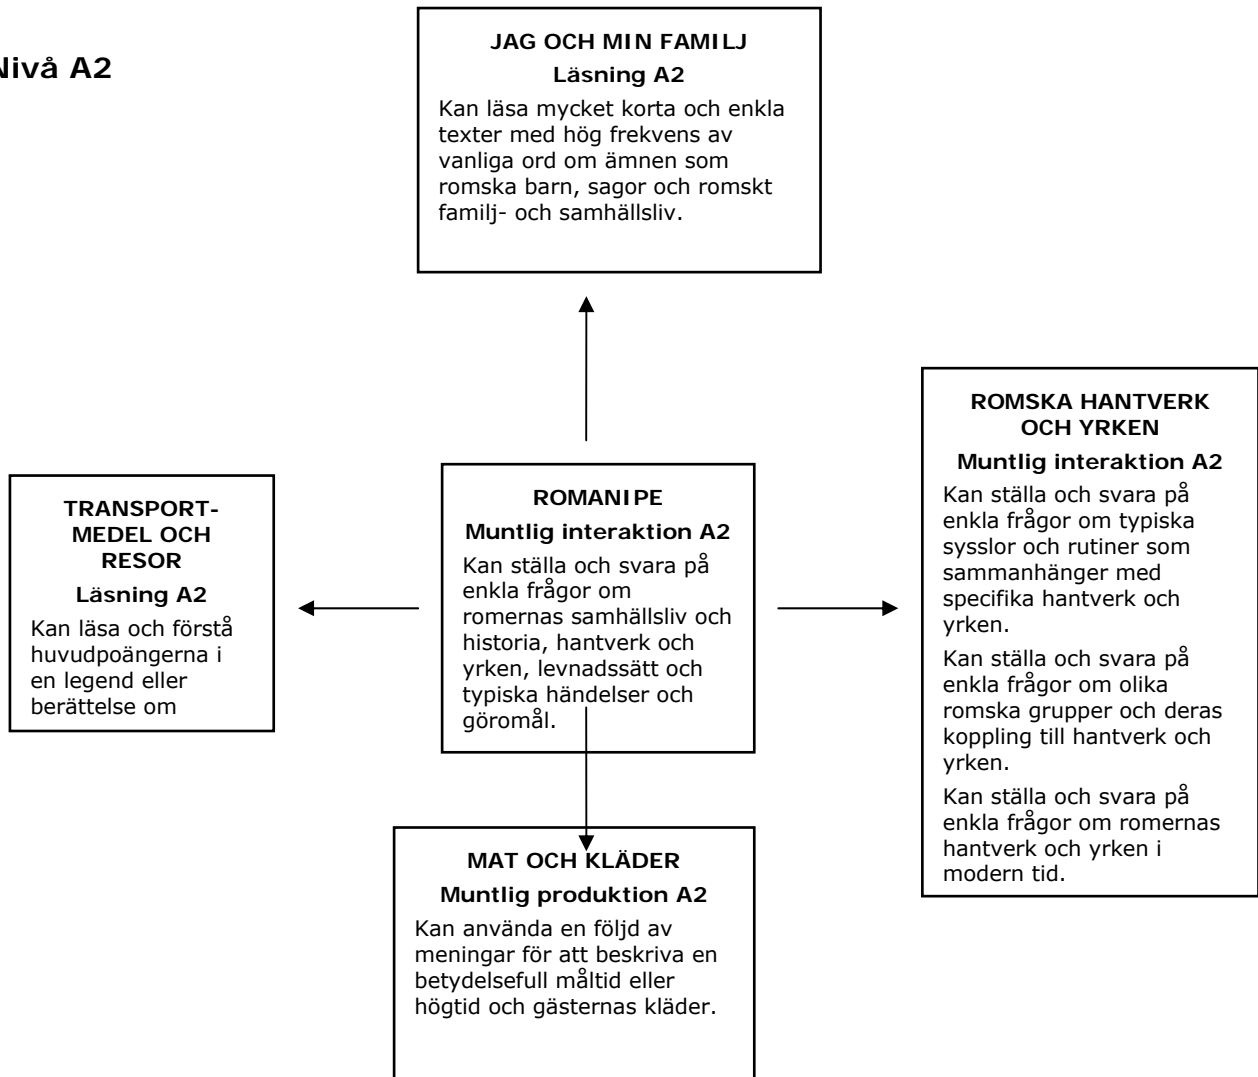 Nivå A2
JAG OCH MIN FAMILJ
Läsning A2
Kan läsa mycket korta och enkla
texter med hög frekvens av
vanliga ord om ämnen som
romska barn, sagor och romskt
familj- och samhällsliv.
TRANSPORT-
MEDEL OCH
RESOR
Läsning A2
Kan läsa och förstå
huvudpoängerna i
en legend eller
berättelse om
ROMANIPE
Muntlig interaktion A2
Kan ställa och svara på
enkla frågor om
romernas samhällsliv och
historia, hantverk och
yrken, levnadssätt och
typiska händelser och
göromål.
ROMSKA HANTVERK
OCH YRKEN
Muntlig interaktion A2
Kan ställa och svara på
enkla frågor om typiska
sysslor och rutiner som
sammanhänger med
specifika hantverk och
yrken.
Kan ställa och svara på
enkla frågor om olika
romska grupper och deras
koppling till hantverk och
yrken.
Kan ställa och svara på
enkla frågor om romernas
hantverk och yrken i
modern tid.
MAT OCH KLÄDER
Muntlig produktion A2
Kan använda en följd av
meningar för att beskriva en
betydelsefull måltid eller
högtid och gästernas kläder.